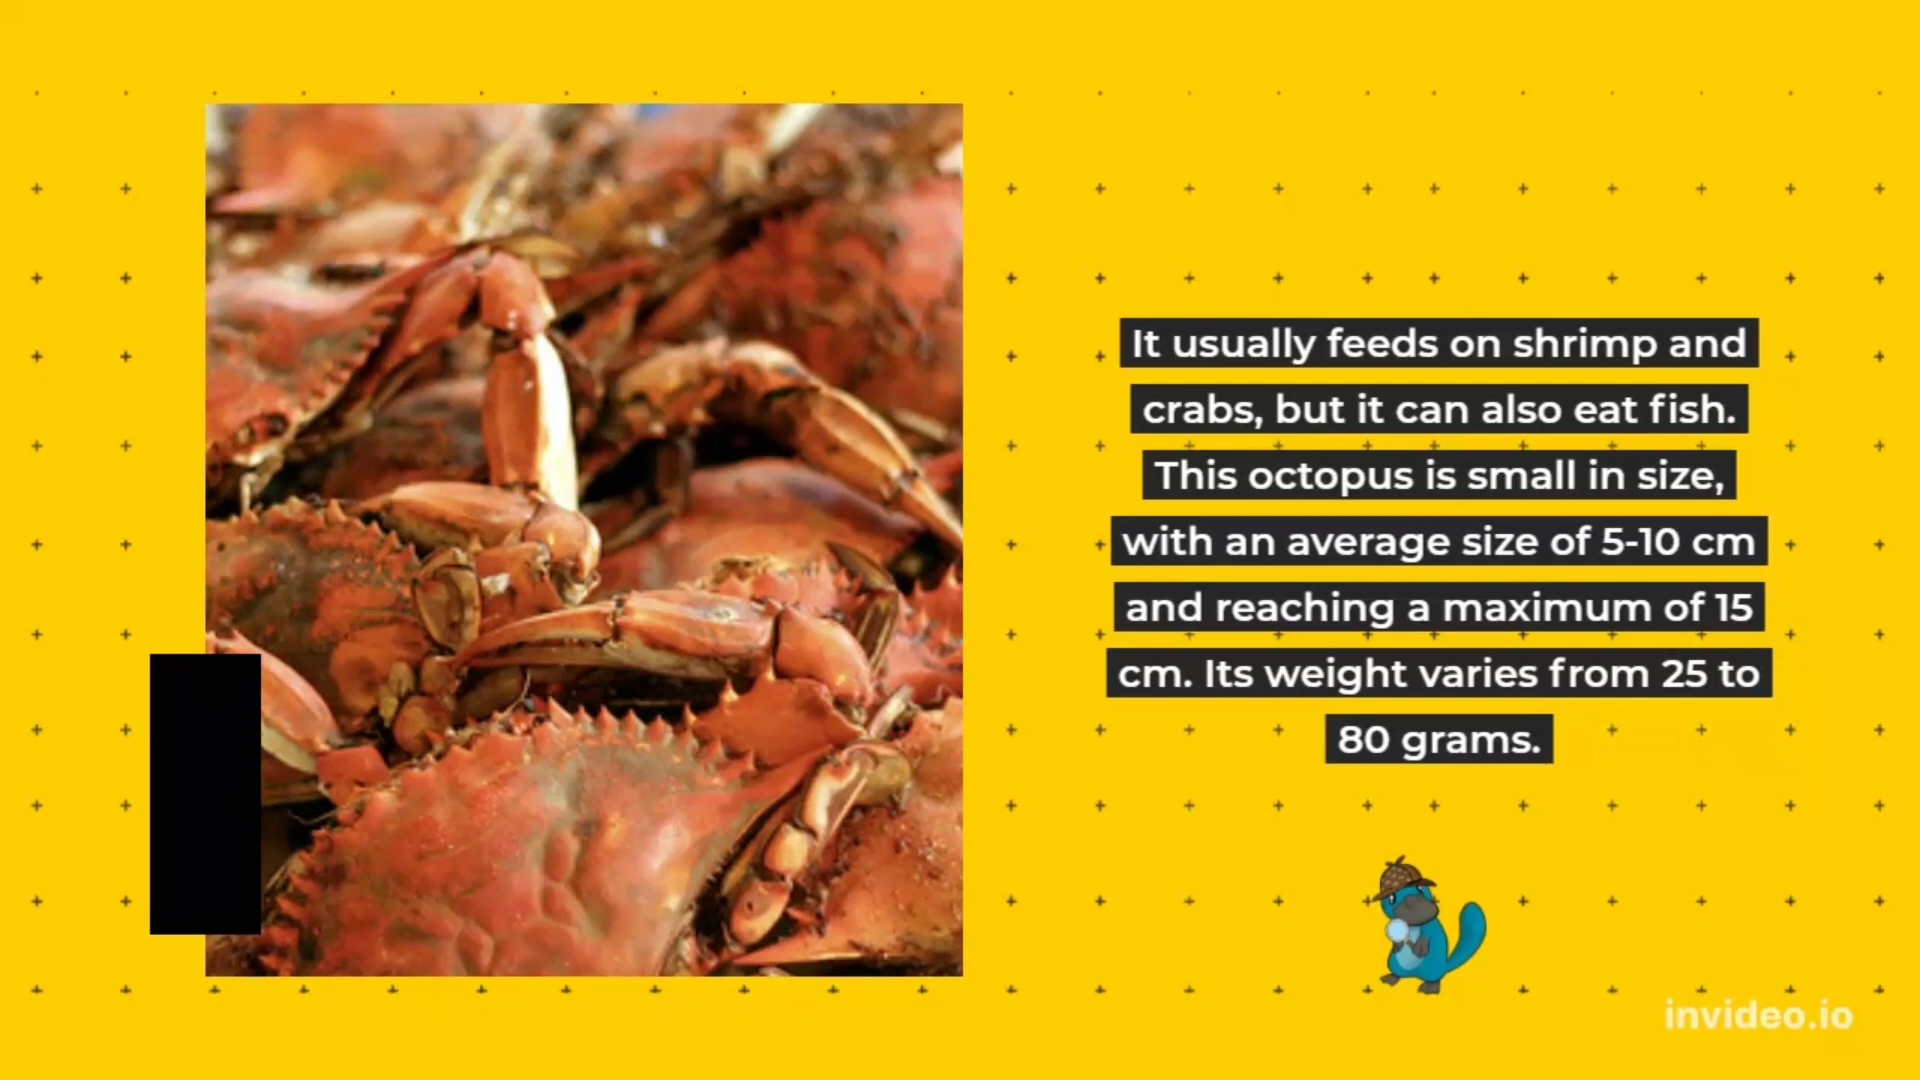 It usually feeds on shrimp and
crabs, but it can also eat fish.
This octopus is small in size,
with an average size of 5-10 cm
and reaching a maximum of 15
cm. Its weight varies from 25 to
80 grams.
invideo.io